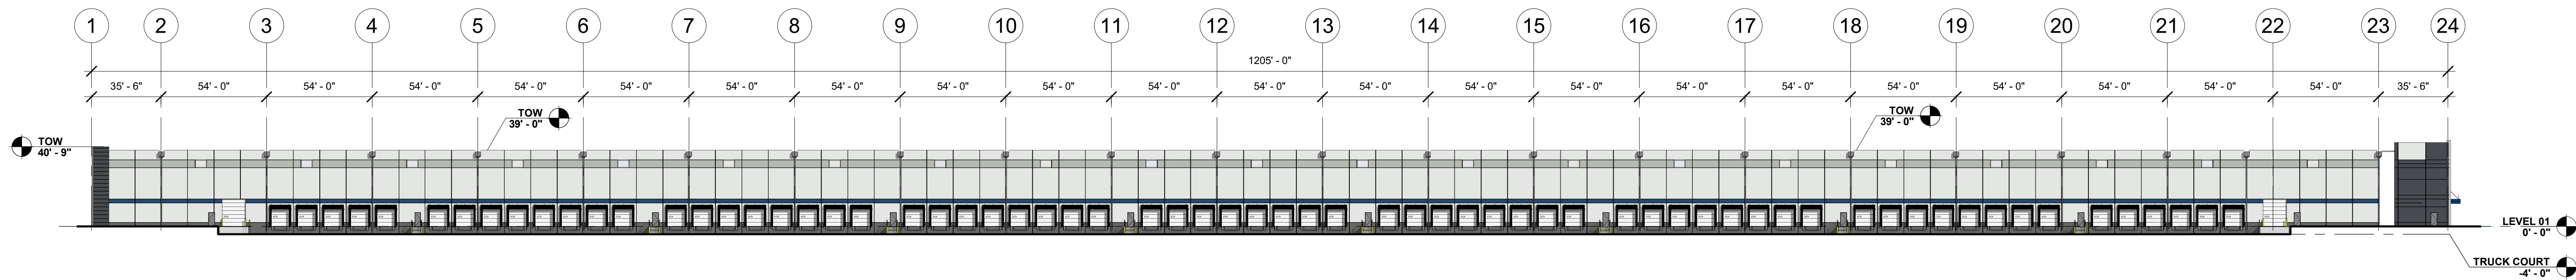 1 2 3 4 5 6 7 8 9 10 11 12 13 14 15 16 17 18 19 20 21 22 23 24
1205' - 0"
35' - 6" 54' - 0" 54' - 0" 54' - 0" 54' - 0" 54' - 0" 54' - 0" 54' - 0" 54' - 0" 54' - 0" 54' - 0" 54' - 0" 54' - 0" 54' - 0" 54' - 0" 54' - 0" 54' - 0" 54' - 0" 54' - 0" 54' - 0" 54' - 0" 54' - 0" 35' - 6"
TOW
39' - 0"
TOW
39' - 0"
TOW
40' - 9"
LEVEL 01
0' - 0"
TRUCK COURT
-4' - 0"